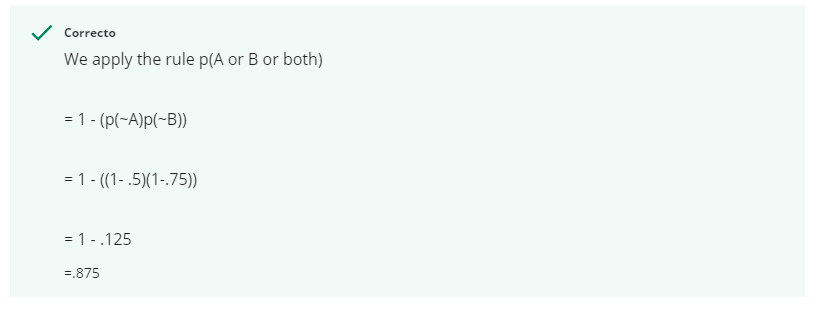 Correcto
We apply the rule p(A or B or both)
= 1 - (p(~A)p(~B))
= 1 - ((1- .5)(1-.75))
= 1 - .125
=.875